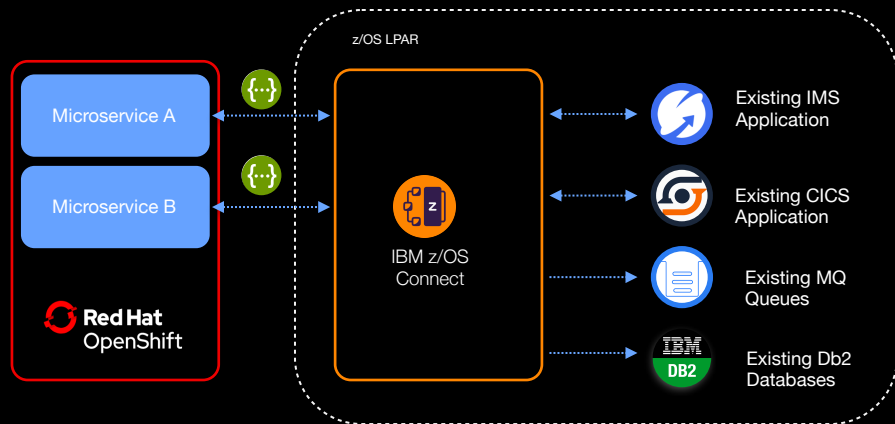 z/OS LPAR
{...}
Microservice A
{...}
Microservice B
Red Hat
OpenShift
Z
IBM z/OS
Connect
Existing IMS
Application
Existing CICS
Application
Existing MQ
Queues
IBM
DB2
Existing Db2
Databases